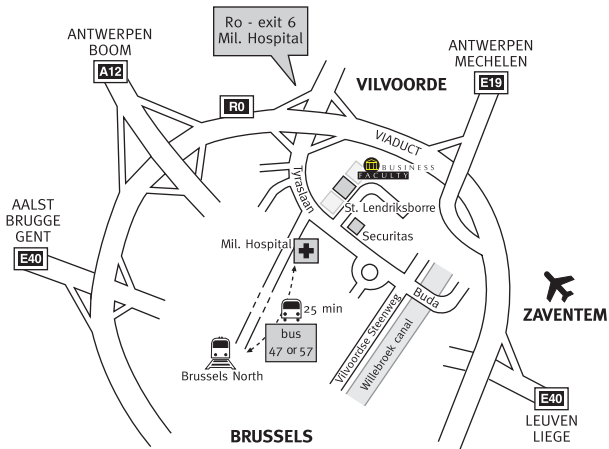 Ro - exit 6
Mil. Hospital
ANTWERPEN
BOOM
A12
R0
VILVOORDE
ANTWERPEN
MECHELEN
E19
VIADUCT
BUSINESS
FACULTY
Tyraslaan
St. Lendriksborre
Securitas
AALST
BRUGGE
GENT
E40
Mil. Hospital
25 min
bus
47 or 57
Brussels North
Vilvoordse Steenweg
Willebroek canal
Buda
ZAVENTEM
E40
LEUVEN
LIEGE
BRUSSELS